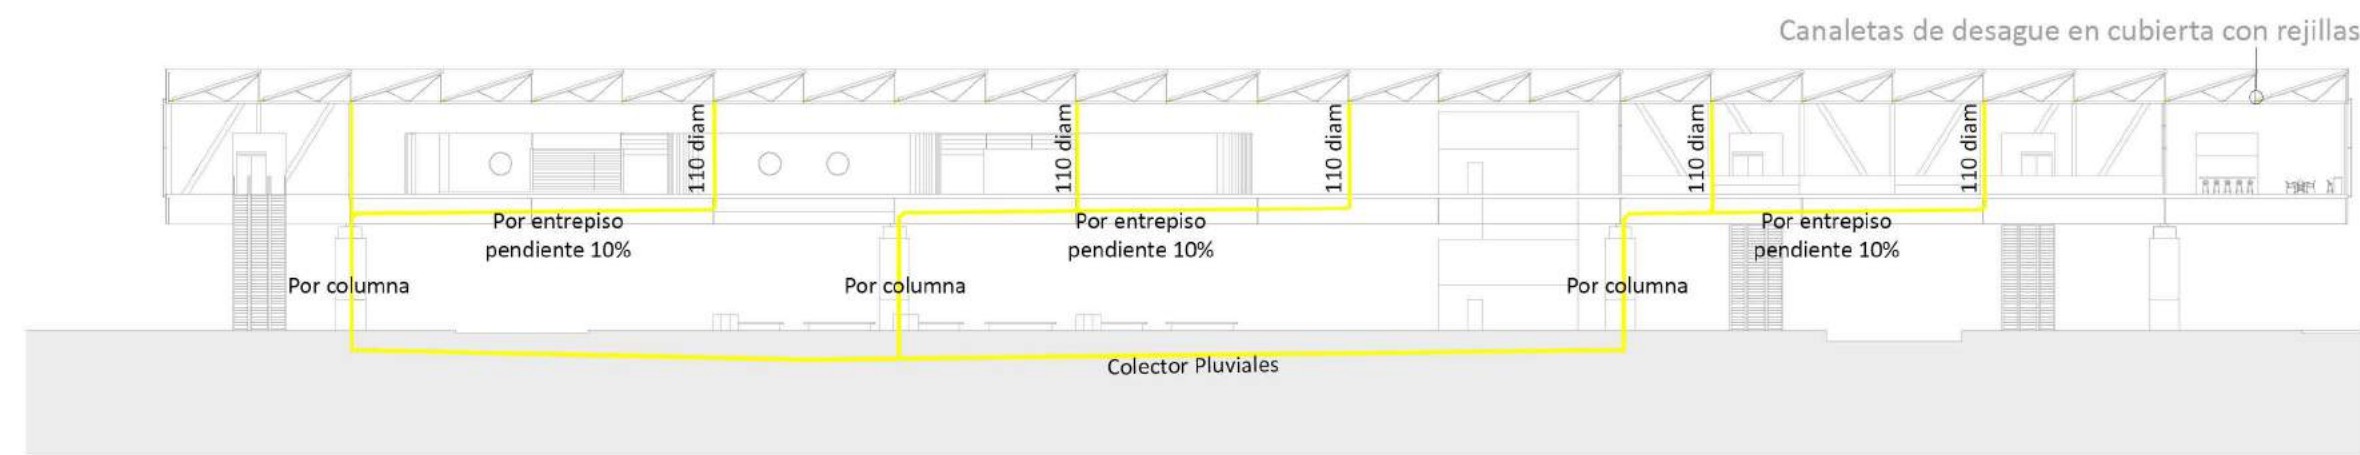 Canaletas de desague en cubierta con rejillas
110 diam
110 diam
110 diam
110 diam
110 diam
Por entrepiso
pendiente 10%
Por entrepiso
pendiente 10%
Por entrepiso
pendiente 10%
Por columna
Por columna
Por columna
Colector Pluviales